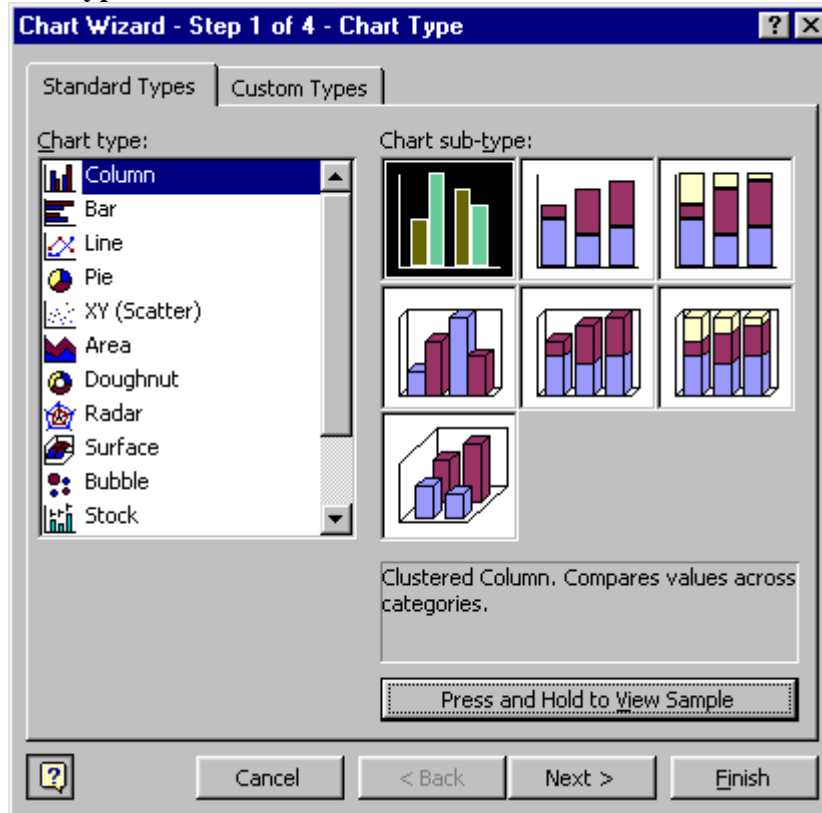 Chart Wizard - Step 1 of 4 - Chart Type
Standard Types
Custom Types
Chart type:
Chart sub-type:
Column
Bar
Line
Pie
XY (Scatter)
Area
Doughnut
Radar
Surface
Bubble
Stock
Clustered Column. Compares values across
categories.
Press and Hold to View Sample
Cancel
< Back
Next >
Finish